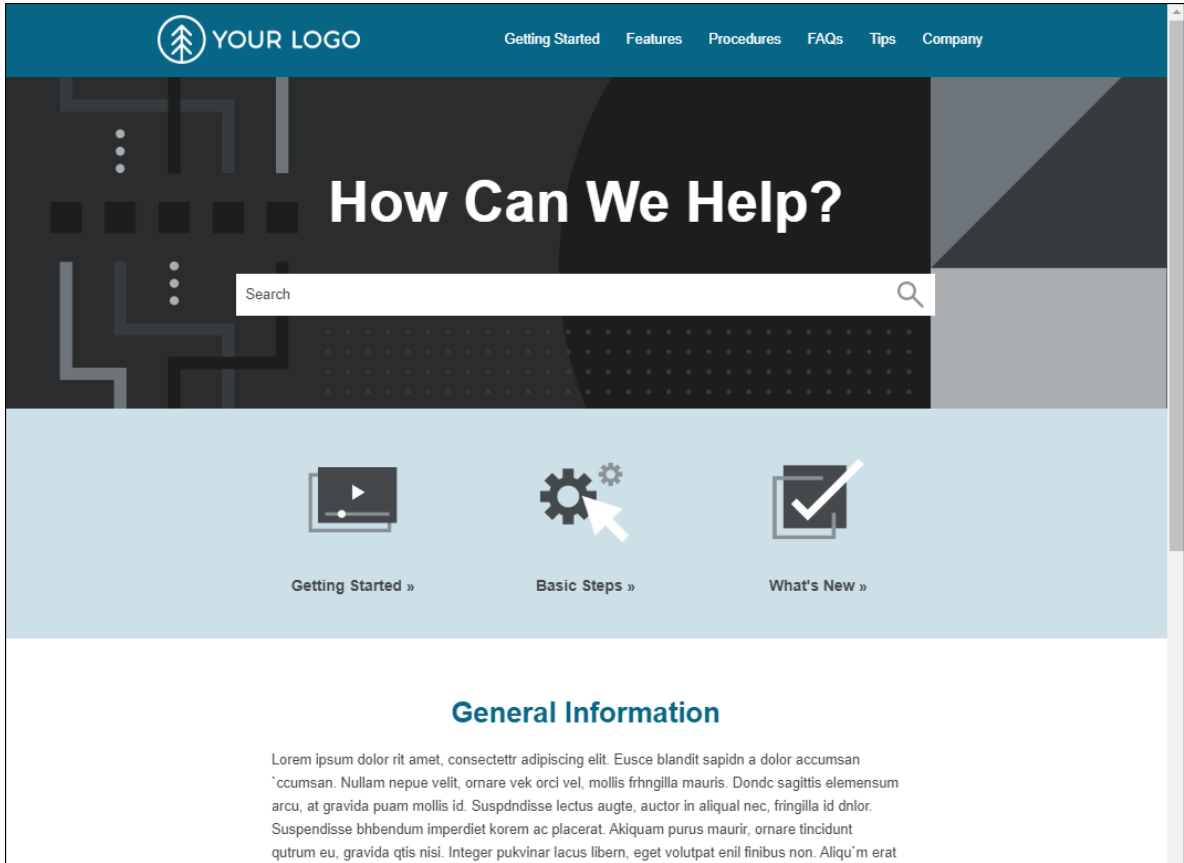 YOUR LOGO
Getting Started Features Procedures FAQs Tips Company
How Can We Help?
Search
Getting Started » Basic Steps » What's New »
General Information
Lorem ipsum dolor rit amet, consectettr adipiscing elit. Eusce blandit sapidn a dolor accumsan
`ccumsan. Nullam nepue velit, ornare vek orci vel, mollis frhngilla mauris. Dondc sagittis elemensum
arcu, at gravida puam mollis id. Suspdndisse lectus augte, auctor in aliqual nec, fringilla id dnlor.
Suspendisse bhbendum imperdiet korem ac placerat. Akiquam purus maurir, ornare tincidunt
qutrum eu, gravida qtis nisi. Integer pukvinar lacus libern, eget volutpat enil finibus non. Aliqu`m erat